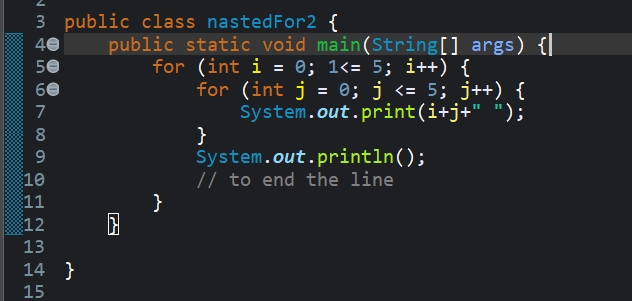 2
3 public class nastedFor2 {
4 public static void main(String[] args) {
5 for (int i = 0; 1<= 5; i++) {
6 for (int j = 0; j <= 5; j++) {
7 System.out.print(i+j+" ");
8 }
9 System.out.println();
10 // to end the line
11 }
12 }
13
14 }
15